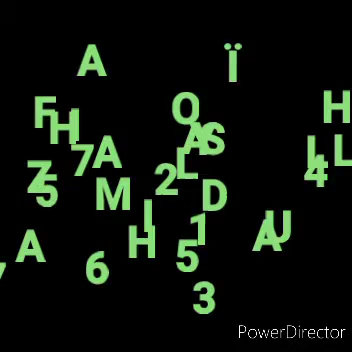 A Ï
F H Q H
A S
7 A L L L
Z 5 2 4
M D
L 1 A U
A H 5
6
3
PowerDirector